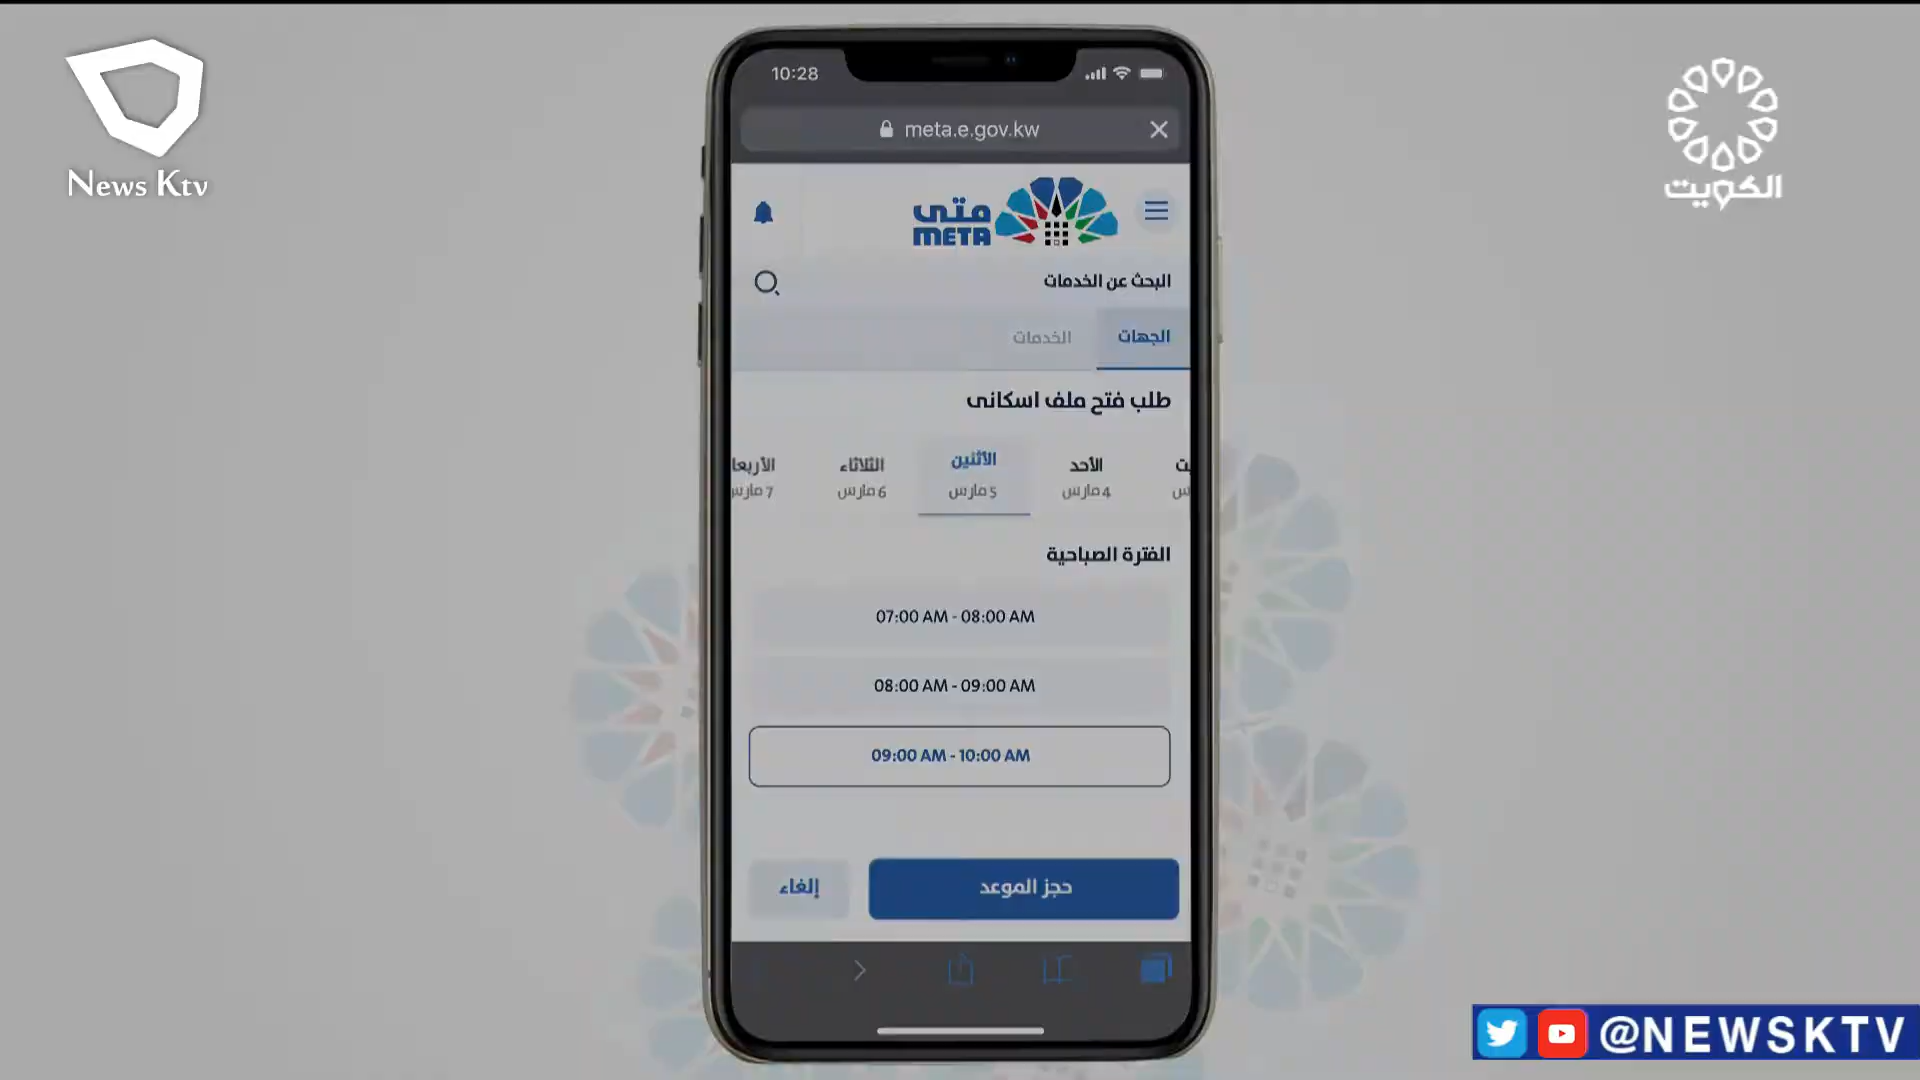 News Ktv
الكويت
10:28
meta.e.gov.kw
متى
META
البحث عن الخدمات
الجهات
الخدمات
طلب فتح ملف اسكانى
الأحد
الأثنين
الثلاثاء
4 مارس
5 مارس
6 مارس
7 مارس
الفترة الصباحية
07:00 AM - 08:00 AM
08:00 AM - 09:00 AM
09:00 AM - 10:00 AM
حجز الموعد
إلغاء
@NEWSKTV